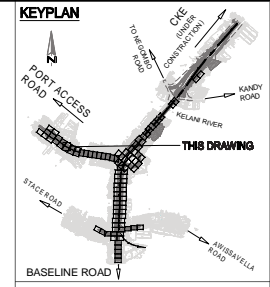 KEYPLAN
N
CKE
(UNDER
CONSTRACTION)
TO NEGOMBO
ROAD
PORT ACCESS
ROAD
KANDY
ROAD
KELANI RIVER
THIS DRAWING
STACE ROAD
AWISSAVELLA
ROAD
BASELINE ROAD